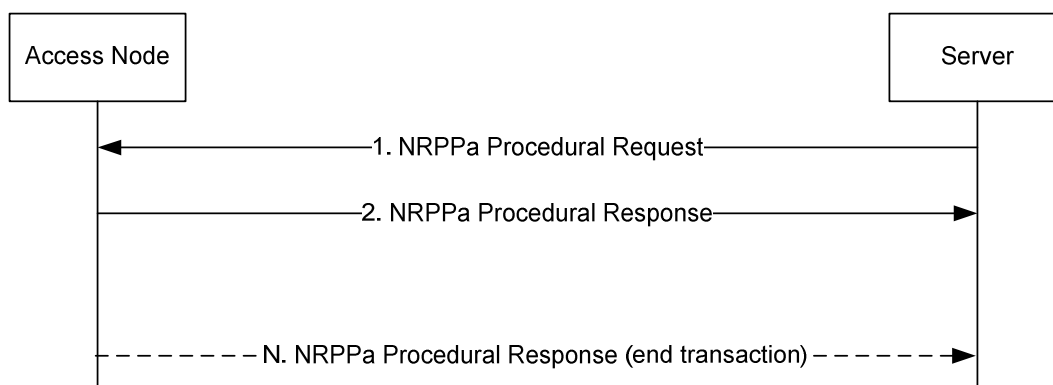 Access Node
Server
1. NRPPa Procedural Request
2. NRPPa Procedural Response
N. NRPPa Procedural Response (end transaction)